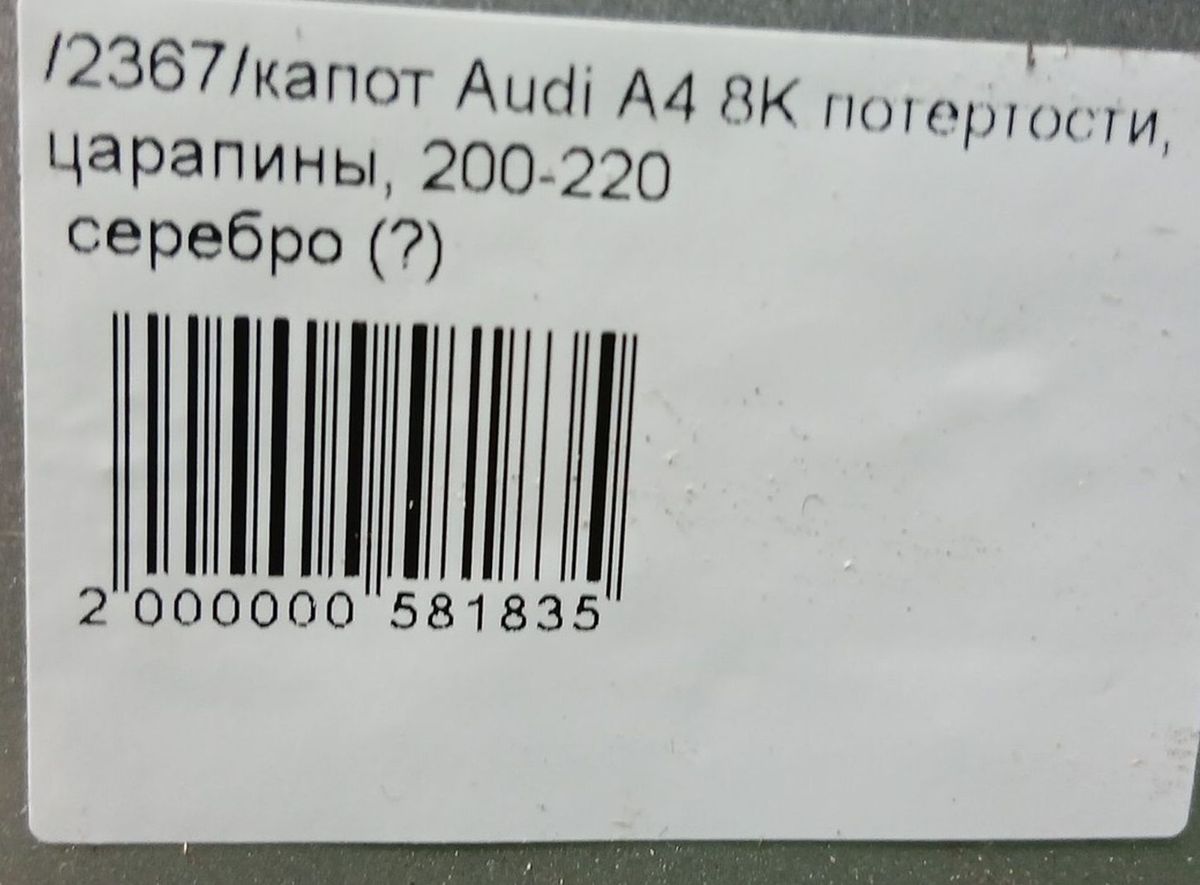 /2367/капот Audi A4 8K потертости,
царапины, 200-220
серебро (?)
2 000000 581835